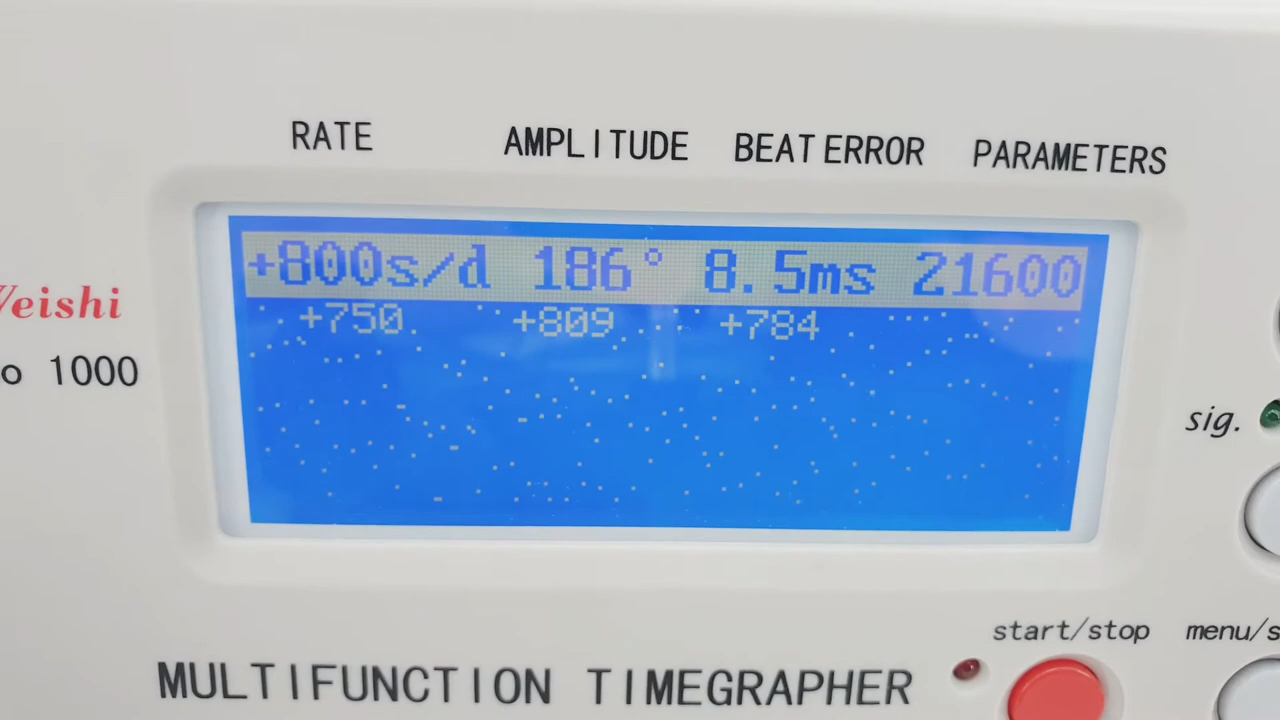 RATE AMPLITUDE BEAT ERROR PARAMETERS
+800s/d 186° 8.5ms 21600
+750 +809 +784
eishi
o 1000
sig.
start/stop menu/s
MULTIFUNCTION TIMEGRAPHER